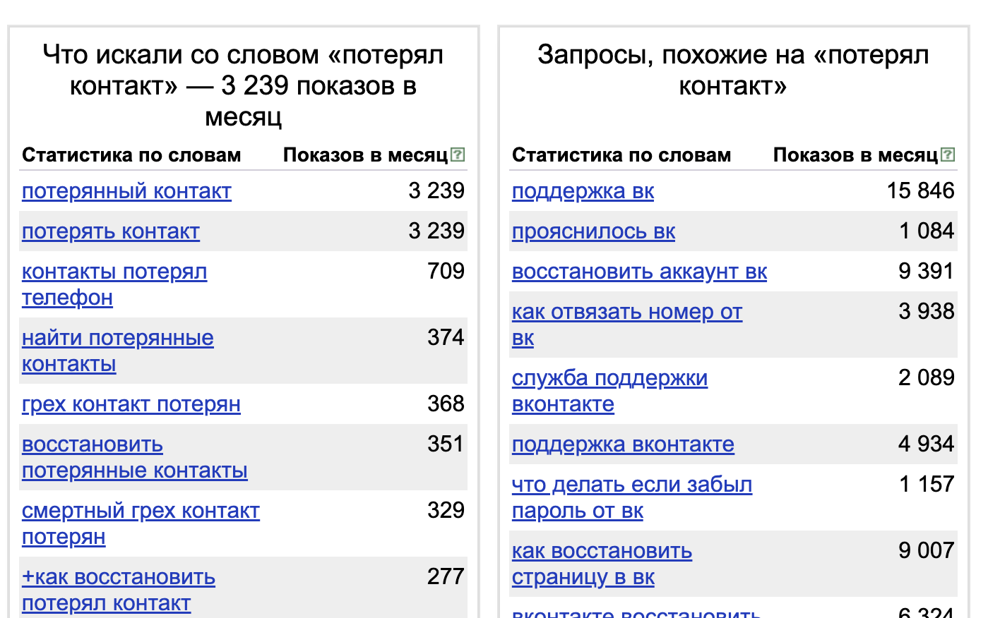 Что искали со словом «потерял
контакт» — 3 239 показов в
месяц
Статистика по словам Показов в месяц
потерянный контакт 3 239
потерять контакт 3 239
контакты потерял 709
телефон
найти потерянные 374
контакты
грех контакт потерян 368
восстановить 351
потерянные контакты
смертный грех контакт 329
потерян
+как восстановить 277
потерял контакт
Запросы, похожие на «потерял
контакт»
Статистика по словам Показов в месяц
поддержка вк 15 846
прояснилось вк 1 084
восстановить аккаунт вк 9 391
как отвязать номер от 3 938
вк
служба поддержки 2 089
вконтакте
поддержка вконтакте 4 934
что делать если забыл 1 157
пароль от вк
как восстановить 9 007
страницу в вк
вконтакте восстановить 6 324